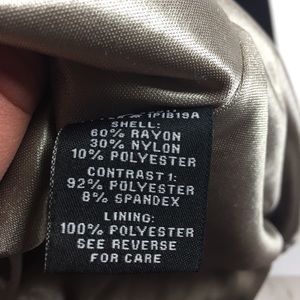 1P1B19A
SHELL:
60% RAYON
30% NYLON
10% POLYESTER
CONTRAST 1:
92% POLYESTER
8% SPANDEX
LINING:
100% POLYESTER
SEE REVERSE
FOR CARE